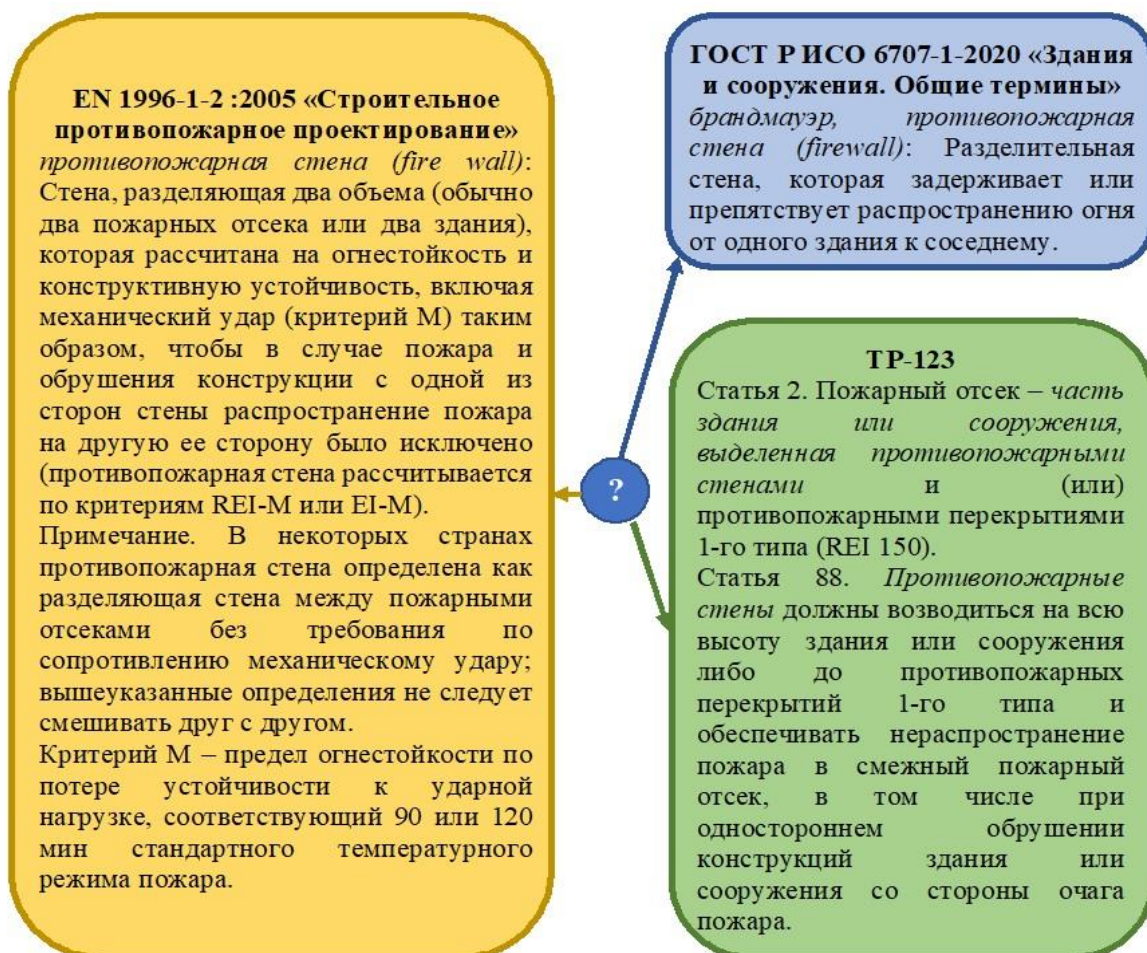 EN 1996-1-2 :2005 «Строительное
противопожарное проектирование»
противопожарная стена (fire wall):
Стена, разделяющая два объема (обычно
два пожарных отсека или два здания),
которая рассчитана на огнестойкость и
конструктивную устойчивость, включая
механический удар (критерий М) таким
образом, чтобы в случае пожара и
обрушения конструкции с одной из
сторон стены распространение пожара
на другую ее сторону было исключено
(противопожарная стена рассчитывается
по критериям REI-M или EI-M).
Примечание. В некоторых странах
противопожарная стена определена как
разделяющая стена между пожарными
отсеками без требования по
сопротивлению механическому удару;
вышеуказанные определения не следует
смешивать друг с другом.
Критерий М – предел огнестойкости по
потере устойчивости к ударной
нагрузке, соответствующий 90 или 120
мин стандартного температурного
режима пожара.
?
ГОСТ Р ИСО 6707-1-2020 «Здания
и сооружения. Общие термины»
брандмауэр, противопожарная
стена (firewall): Разделительная
стена, которая задерживает или
препятствует распространению огня
от одного здания к соседнему.
ТР-123
Статья 2. Пожарный отсек – часть
здания или сооружения,
выделенная противопожарными
стенами и (или)
противопожарными перекрытиями
1-го типа (REI 150).
Статья 88. Противопожарные
стены должны возводиться на всю
высоту здания или сооружения
либо до противопожарных
перекрытий 1-го типа и
обеспечивать нераспространение
пожара в смежный пожарный
отсек, в том числе при
одностороннем обрушении
конструкций здания или
сооружения со стороны очага
пожара.